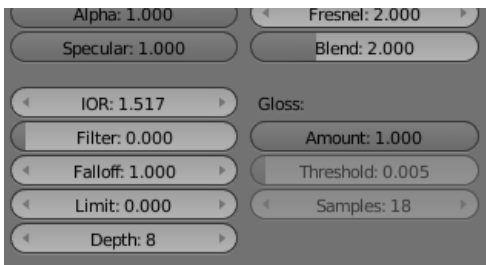 Alpha: 1.000
Fresnel: 2.000
Specular: 1.000
Blend: 2.000
IOR: 1.517
Gloss:
Filter: 0.000
Amount: 1.000
Falloff: 1.000
Threshold: 0.005
Limit: 0.000
Samples: 18
Depth: 8